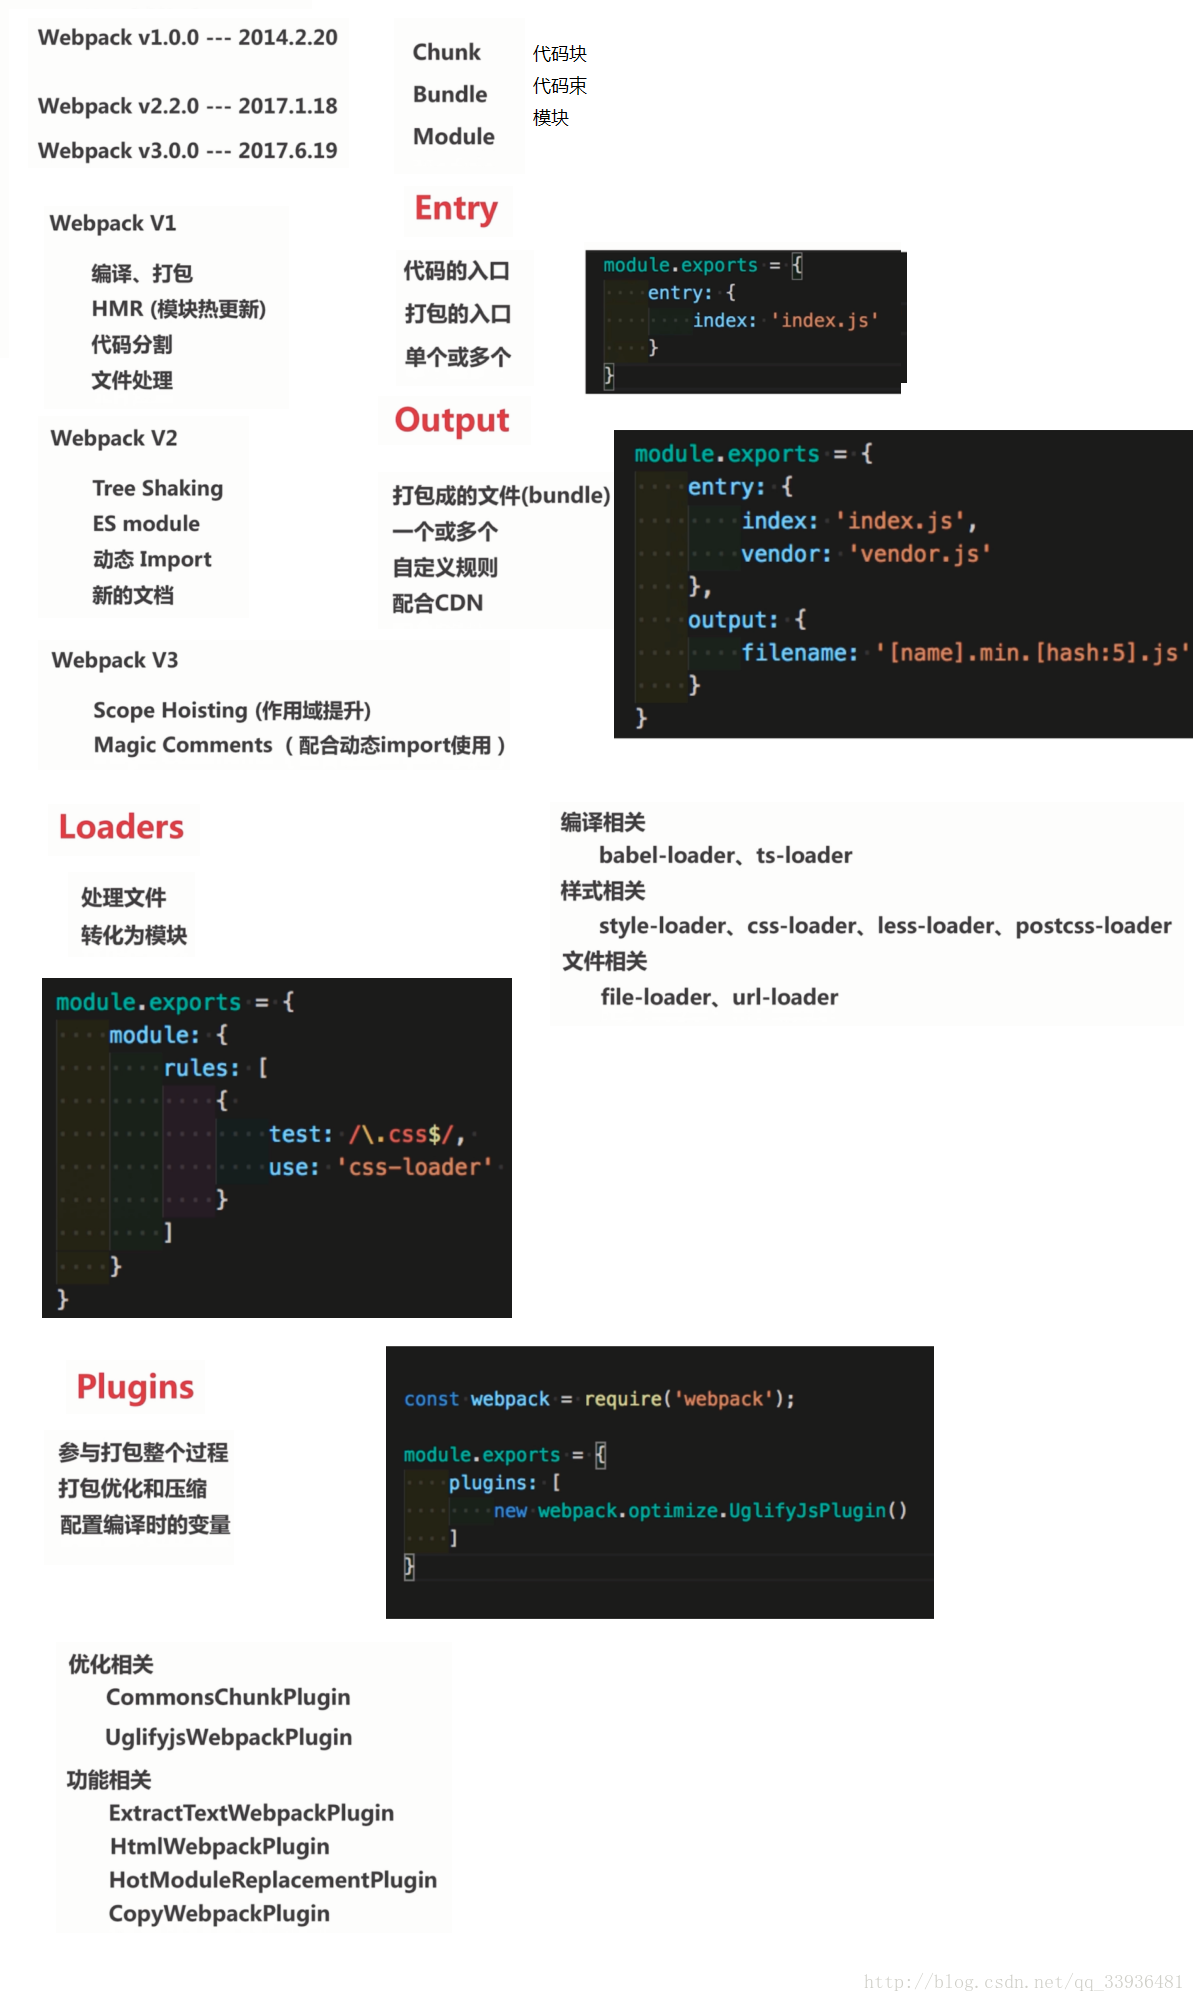 Webpack v1.0.0 --- 2014.2.20
Webpack v2.2.0 --- 2017.1.18
Webpack v3.0.0 --- 2017.6.19
Chunk
Bundle
Module
代码块
代码束
模块
Webpack V1
编译、打包
HMR (模块热更新)
代码分割
文件处理
Webpack V2
Tree Shaking
ES module
动态 Import
新的文档
Webpack V3
Scope Hoisting (作用域提升)
Magic Comments （配合动态import使用）
Entry
代码的入口
打包的入口
单个或多个
module.exports = {
entry: {
index: 'index.js'
}
}
Output
打包成的文件(bundle)
一个或多个
自定义规则
配合CDN
module.exports = {
entry: {
index: 'index.js',
vendor: 'vendor.js'
},
output: {
filename: '[name].min.[hash:5].js'
}
}
Loaders
处理文件
转化为模块
编译相关
babel-loader、ts-loader
样式相关
style-loader、css-loader、less-loader、postcss-loader
文件相关
file-loader、url-loader
module.exports = {
module: {
rules: [
{
test: /\.css$/,
use: 'css-loader'
}
]
}
}
Plugins
参与打包整个过程
打包优化和压缩
配置编译时的变量
const webpack = require('webpack');
module.exports = {
plugins: [
new webpack.optimize.UglifyJsPlugin()
]
}
优化相关
CommonsChunkPlugin
UglifyjsWebpackPlugin
功能相关
ExtractTextWebpackPlugin
HtmlWebpackPlugin
HotModuleReplacementPlugin
CopyWebpackPlugin
http://blog.csdn.net/qq_33936481